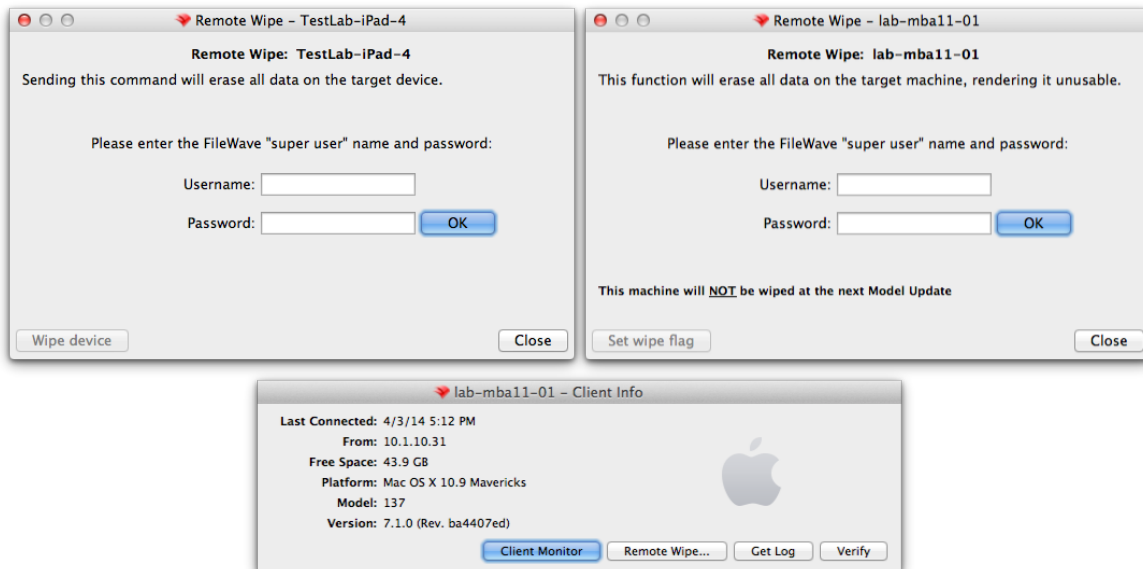 Remote Wipe - TestLab-iPad-4
Remote Wipe: TestLab-iPad-4
Sending this command will erase all data on the target device.
Please enter the FileWave "super user" name and password:
Username:
Password:
OK
Wipe device
Close
Remote Wipe - lab-mba11-01
Remote Wipe: lab-mba11-01
This function will erase all data on the target machine, rendering it unusable.
Please enter the FileWave "super user" name and password:
Username:
Password:
OK
This machine will NOT be wiped at the next Model Update
Set wipe flag
Close
lab-mba11-01 - Client Info
Last Connected: 4/3/14 5:12 PM
From: 10.1.10.31
Free Space: 43.9 GB
Platform: Mac OS X 10.9 Mavericks
Model: 137
Version: 7.1.0 (Rev. ba4407ed)
Client Monitor
Remote Wipe...
Get Log
Verify